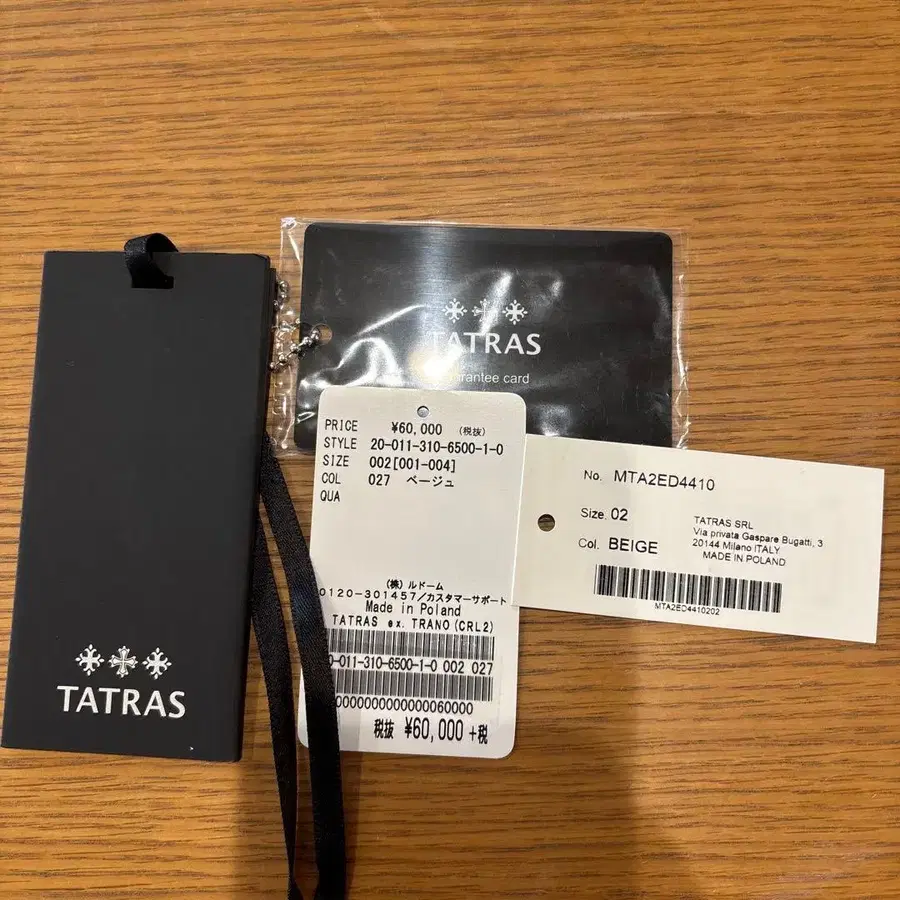 TATRAS
TATRAS
guarantee card
PRICE ¥60,000 (税抜)
STYLE 20-011-310-6500-1-0
SIZE 002[001-004]
COL 027 ベージュ
QUA
(株) ルドーム
0120-301457/カスタマーサポート
Made in Poland
TATRAS ex. TRANO(CRL2)
20-011-310-6500-1-0 002 027
0000000000000060000
税抜 ¥60,000 +税
No. MTA2ED4410
Size. 02
Col. BEIGE
TATRAS SRL
Via privata Gaspare Bugatti, 3
20144 Milano ITALY
MADE IN POLAND
MTA2ED4410202